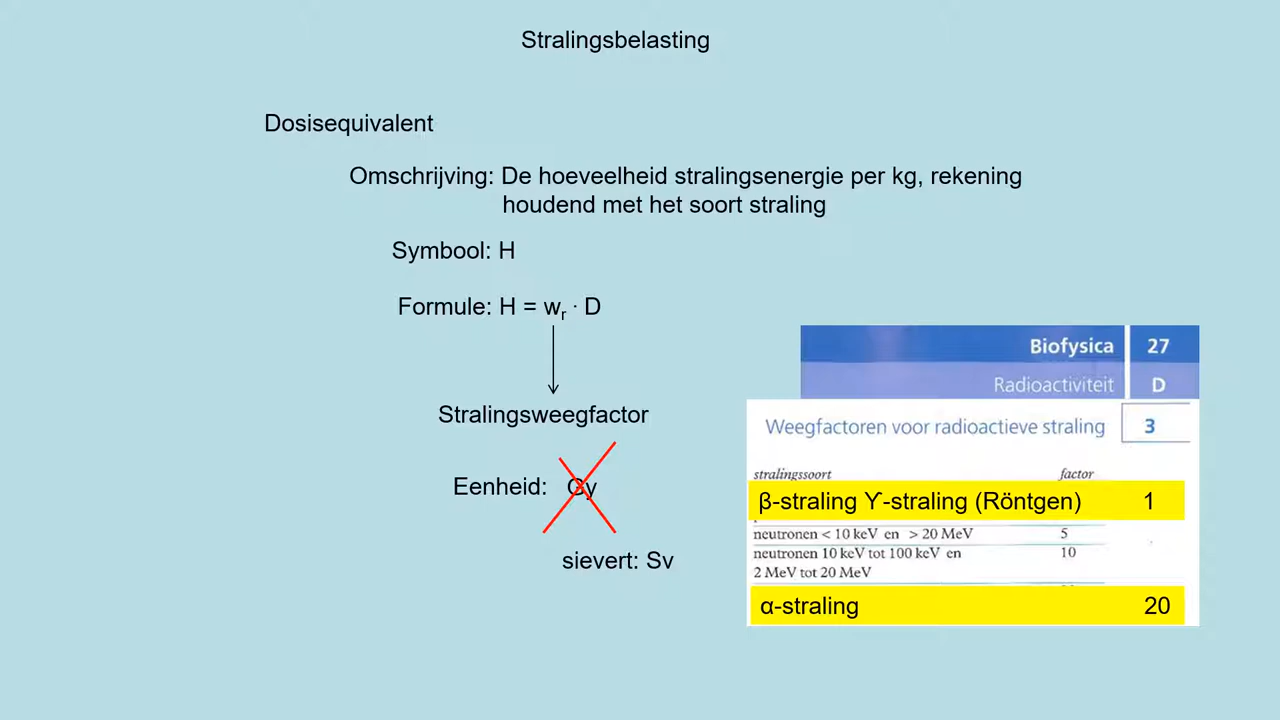 Stralingsbelasting
Dosisequivalent
Omschrijving: De hoeveelheid stralingsenergie per kg, rekening
houdend met het soort straling
Symbool: H
Formule: H = wr · D
Stralingsweegfactor
Eenheid: Gy
sievert: Sv
Biofysica 27
Radioactiviteit D
Weegfactoren voor radioactieve straling 3
stralingssoort factor
β-straling ϒ-straling (Röntgen) 1
neutronen < 10 keV en > 20 MeV 5
neutronen 10 keV tot 100 keV en 10
2 MeV tot 20 MeV
α-straling 20